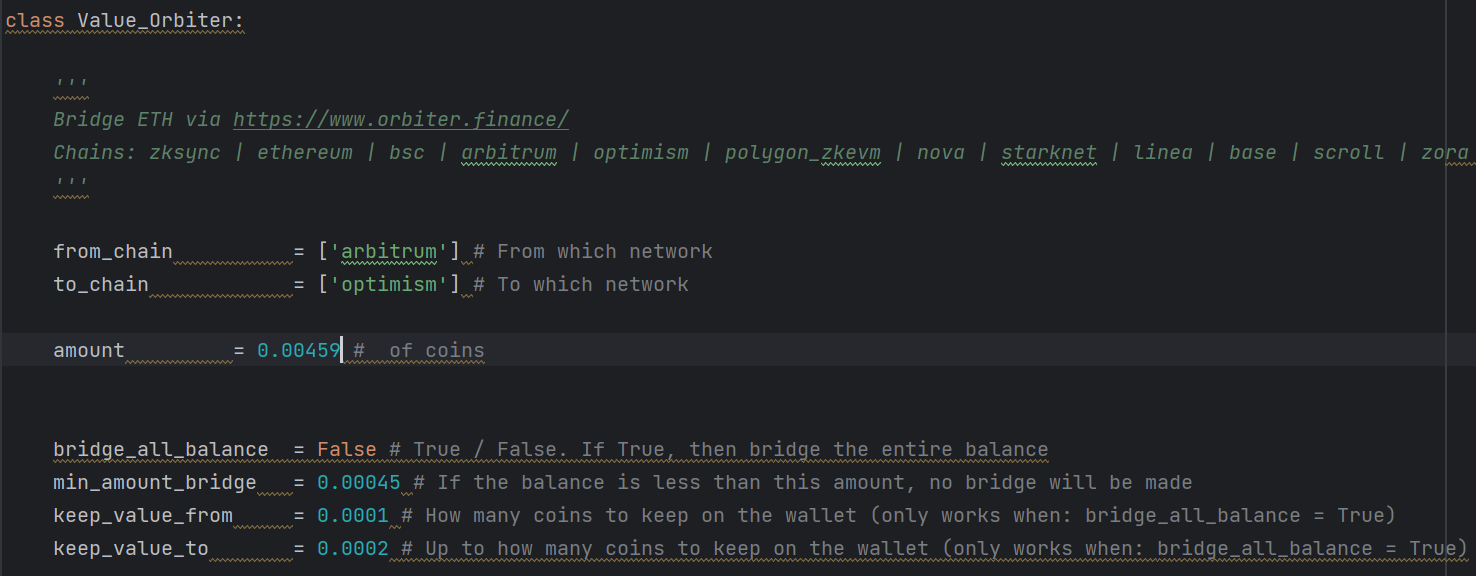 class Value_Orbiter:
'''
Bridge ETH via https://www.orbiter.finance/
Chains: zksync | ethereum | bsc | arbitrum | optimism | polygon_zkevm | nova | starknet | linea | base | scroll | zora
'''
from_chain          = ['arbitrum'] # From which network
to_chain            = ['optimism'] # To which network
amount         = 0.00459 #  of coins
bridge_all_balance  = False # True / False. If True, then bridge the entire balance
min_amount_bridge   = 0.00045 # If the balance is less than this amount, no bridge will be made
keep_value_from     = 0.0001 # How many coins to keep on the wallet (only works when: bridge_all_balance = True)
keep_value_to       = 0.0002 # Up to how many coins to keep on the wallet (only works when: bridge_all_balance = True)